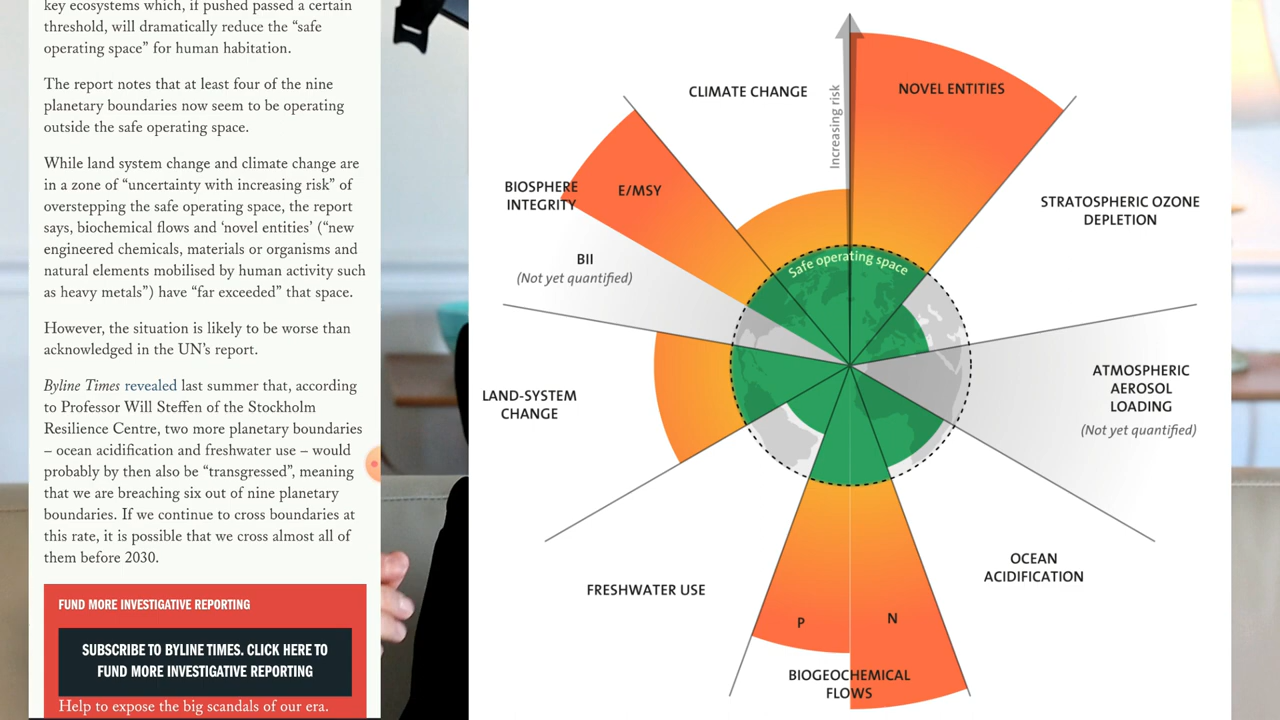 key ecosystems which, if pushed passed a certain
threshold, will dramatically reduce the “safe
operating space” for human habitation.
The report notes that at least four of the nine
planetary boundaries now seem to be operating
outside the safe operating space.
While land system change and climate change are
in a zone of “uncertainty with increasing risk” of
overstepping the safe operating space, the report
says, biochemical flows and ‘novel entities’ (“new
engineered chemicals, materials or organisms and
natural elements mobilised by human activity such
as heavy metals”) have “far exceeded” that space.
However, the situation is likely to be worse than
acknowledged in the UN’s report.
Byline Times revealed last summer that, according
to Professor Will Steffen of the Stockholm
Resilience Centre, two more planetary boundaries
– ocean acidification and freshwater use – would
probably by then also be “transgressed”, meaning
that we are breaching six out of nine planetary
boundaries. If we continue to cross boundaries at
this rate, it is possible that we cross almost all of
them before 2030.
FUND MORE INVESTIGATIVE REPORTING
SUBSCRIBE TO BYLINE TIMES. CLICK HERE TO
FUND MORE INVESTIGATIVE REPORTING
Help to expose the big scandals of our era.
CLIMATE CHANGE
Increasing risk
NOVEL ENTITIES
STRATOSPHERIC OZONE
DEPLETION
ATMOSPHERIC
AEROSOL
LOADING
(Not yet quantified)
OCEAN
ACIDIFICATION
P
N
BIOGEOCHEMICAL
FLOWS
FRESHWATER USE
LAND-SYSTEM
CHANGE
BIOSPHERE
INTEGRITY
E/MSY
BII
(Not yet quantified)
Safe operating space